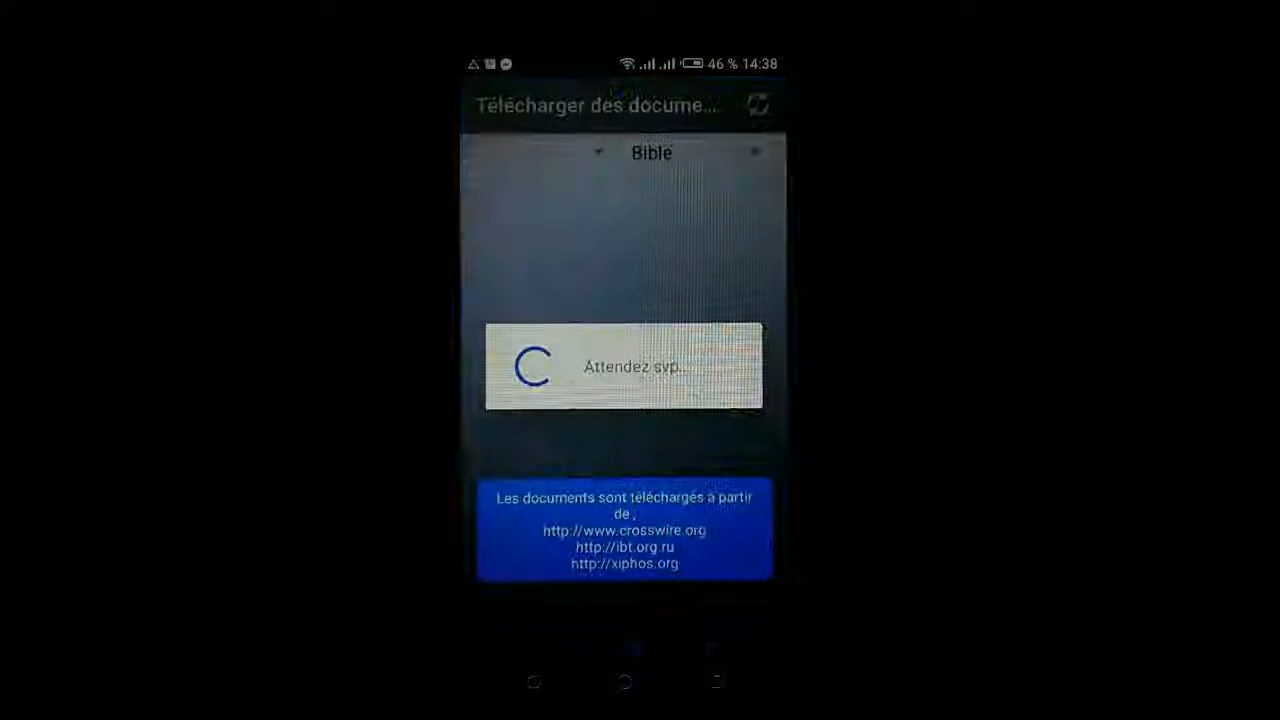 46 % 14:38
Télécharger des docume...
Bible
Attendez svp..
Les documents sont téléchargés à partir
de ,
http://www.crosswire.org
http://ibt.org.ru
http://xiphos.org